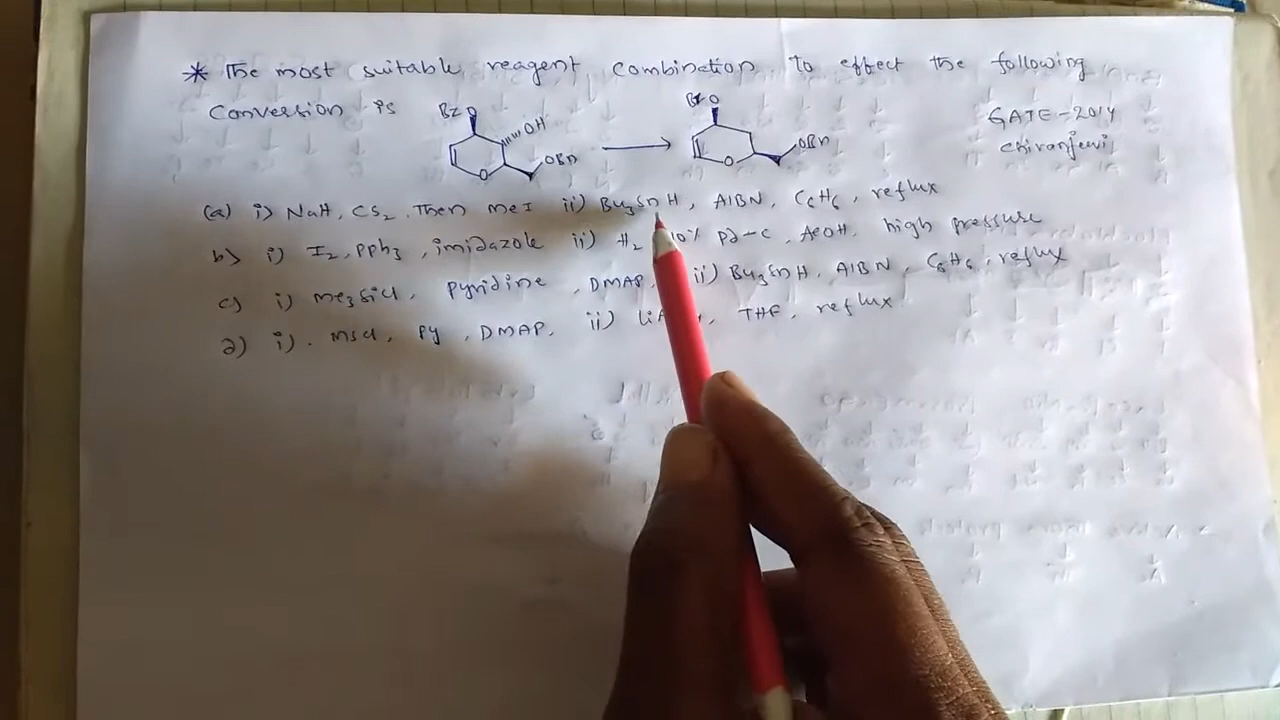 * The most suitable reagent combination to effect the following
Conversion is
BzO
OH
O
OBn
BzO
O
OBn
GATE-2014
Chiranjeevi
(a) i) NaH, CS2. Then MeI ii) Bu3SnH, AIBN, C6H6, reflux
b) i) I2, PPh3, imidazole ii) H2 10% Pd-C, AcOH, high pressure
c) i) me3SiCl, Pyridine, DMAP, ii) Bu3SnH, AIBN, C6H6, reflux
d) i). MsCl, Py, DMAP, ii) THF, reflux